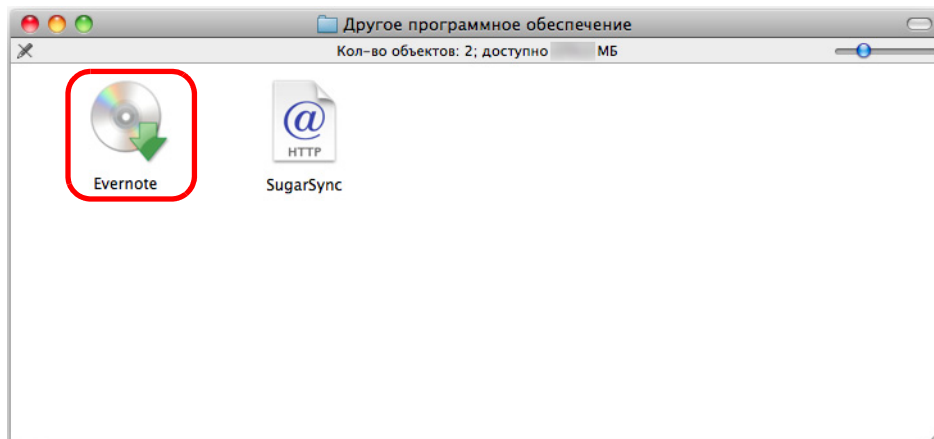 Другое программное обеспечение
Кол-во объектов: 2; доступно МБ
@
HTTP
Evernote
SugarSync